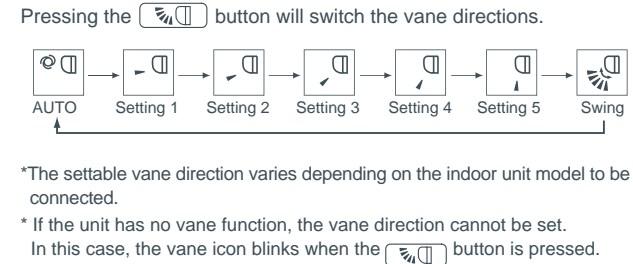 Pressing the button will switch the vane directions.
AUTO Setting 1 Setting 2 Setting 3 Setting 4 Setting 5 Swing
*The settable vane direction varies depending on the indoor unit model to be
connected.
* If the unit has no vane function, the vane direction cannot be set.
In this case, the vane icon blinks when the button is pressed.